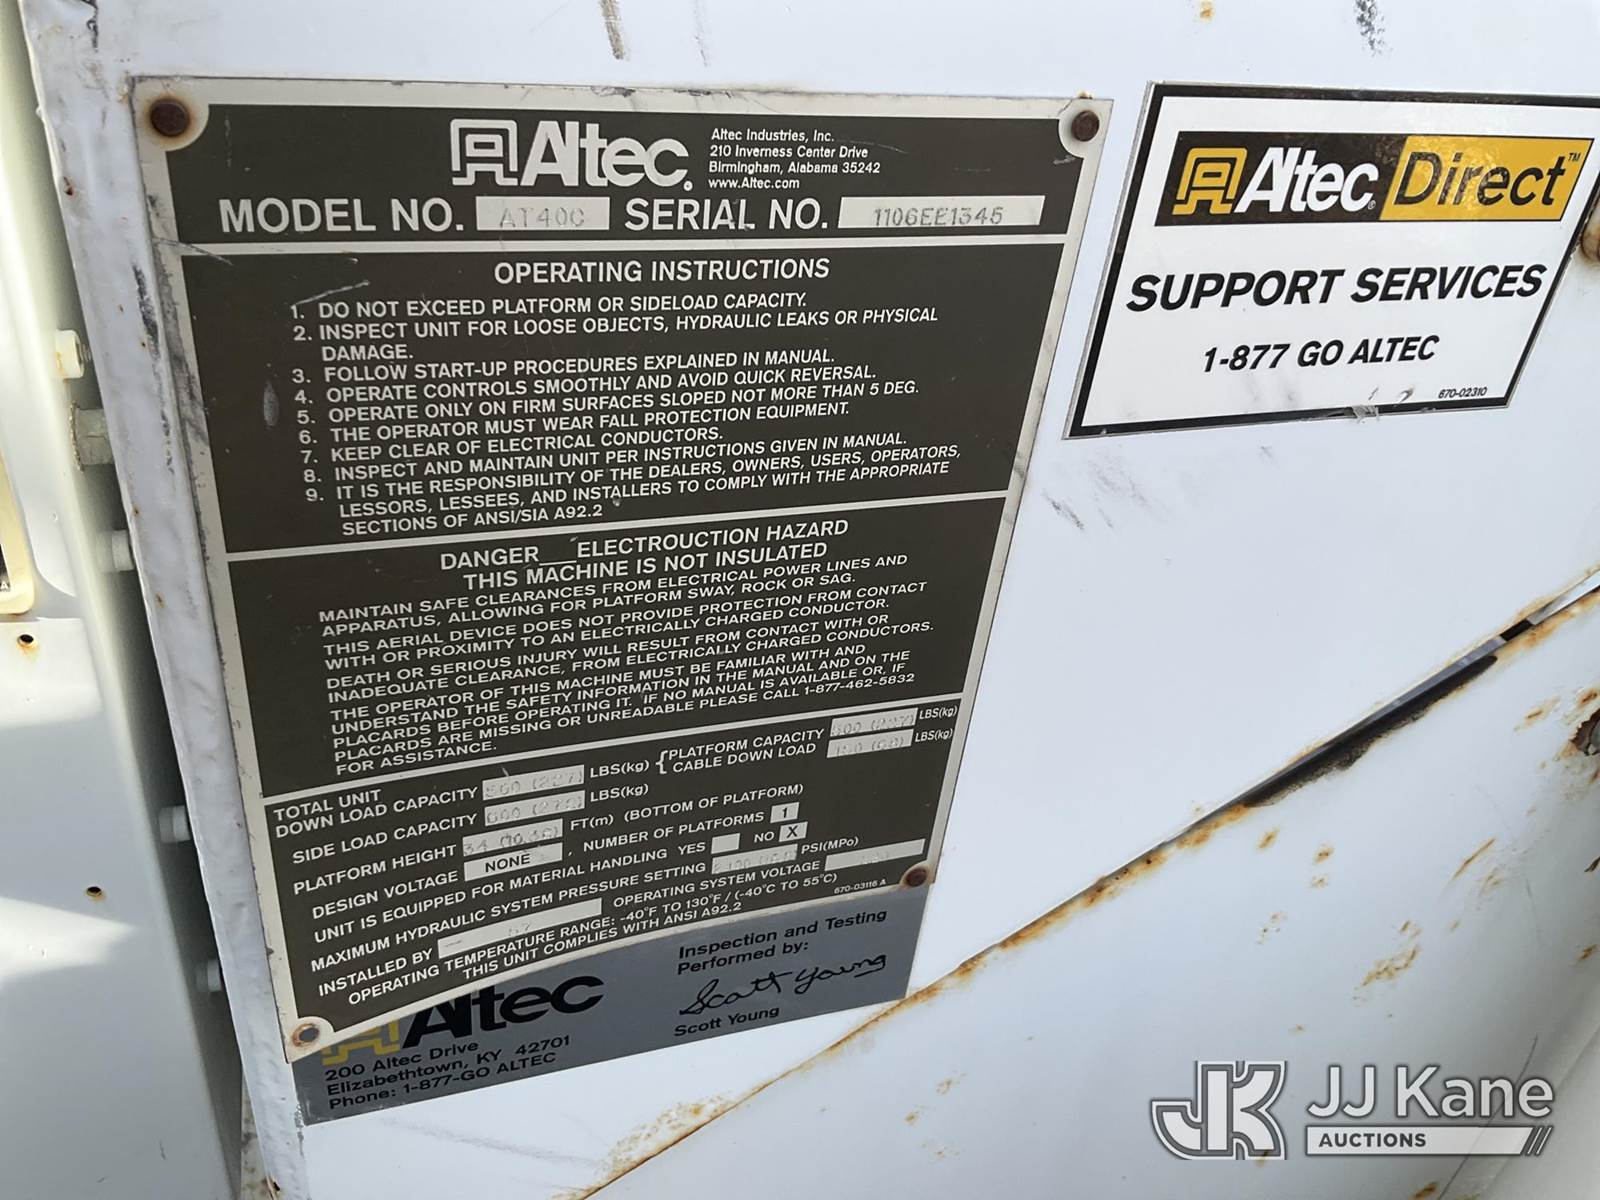 Altec
Altec Industries, Inc.
210 Inverness Center Drive
Birmingham, Alabama 35242
www.Altec.com
MODEL NO. AT40C SERIAL NO. 1106EE1345
OPERATING INSTRUCTIONS
1. DO NOT EXCEED PLATFORM OR SIDELOAD CAPACITY.
2. INSPECT UNIT FOR LOOSE OBJECTS, HYDRAULIC LEAKS OR PHYSICAL
DAMAGE.
3. FOLLOW START-UP PROCEDURES EXPLAINED IN MANUAL.
4. OPERATE CONTROLS SMOOTHLY AND AVOID QUICK REVERSAL.
5. OPERATE ONLY ON FIRM SURFACES SLOPED NOT MORE THAN 5 DEG.
6. THE OPERATOR MUST WEAR FALL PROTECTION EQUIPMENT.
7. KEEP CLEAR OF ELECTRICAL CONDUCTORS.
8. INSPECT AND MAINTAIN UNIT PER INSTRUCTIONS GIVEN IN MANUAL.
9. IT IS THE RESPONSIBILITY OF THE DEALERS, OWNERS, USERS, OPERATORS,
LESSORS, LESSEES, AND INSTALLERS TO COMPLY WITH THE APPROPRIATE
SECTIONS OF ANSI/SIA A92.2
DANGER__ELECTROUCTION HAZARD
THIS MACHINE IS NOT INSULATED
MAINTAIN SAFE CLEARANCES FROM ELECTRICAL POWER LINES AND
APPARATUS, ALLOWING FOR PLATFORM SWAY, ROCK OR SAG.
THIS AERIAL DEVICE DOES NOT PROVIDE PROTECTION FROM CONTACT
WITH OR PROXIMITY TO AN ELECTRICALLY CHARGED CONDUCTOR.
DEATH OR SERIOUS INJURY WILL RESULT FROM CONTACT WITH OR
INADEQUATE CLEARANCE, FROM ELECTRICALLY CHARGED CONDUCTORS.
THE OPERATOR OF THIS MACHINE MUST BE FAMILIAR WITH AND
UNDERSTAND THE SAFETY INFORMATION IN THE MANUAL AND ON THE
PLACARDS BEFORE OPERATING IT. IF NO MANUAL IS AVAILABLE OR, IF
PLACARDS ARE MISSING OR UNREADABLE PLEASE CALL 1-877-462-5832
FOR ASSISTANCE.
TOTAL UNIT
DOWN LOAD CAPACITY 500 (227) LBS(kg) { PLATFORM CAPACITY 500 (227) LBS(kg)
CABLE DOWN LOAD 150 (68) LBS(kg)
SIDE LOAD CAPACITY 600 (272) LBS(kg)
PLATFORM HEIGHT 34 FT(m) (BOTTOM OF PLATFORM)
DESIGN VOLTAGE NONE , NUMBER OF PLATFORMS 1
UNIT IS EQUIPPED FOR MATERIAL HANDLING YES NO X
MAXIMUM HYDRAULIC SYSTEM PRESSURE SETTING PSI(MPo)
INSTALLED BY OPERATING SYSTEM VOLTAGE
OPERATING TEMPERATURE RANGE: -40°F TO 130°F / (-40°C TO 55°C)
THIS UNIT COMPLIES WITH ANSI A92.2
670-03116 A
Altec
200 Altec Drive
Elizabethtown, KY 42701
Phone: 1-877-GO ALTEC
Inspection and Testing
Performed by:
Scott Young
Scott Young
Altec Direct™
SUPPORT SERVICES
1-877 GO ALTEC
670-02310
JK JJ Kane
AUCTIONS